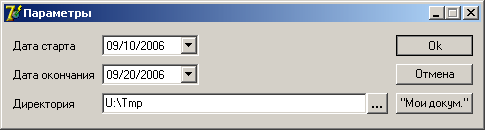 Параметры
Дата старта 09/10/2006 Ok
Дата окончания 09/20/2006 Отмена
Директория U:\Tmp ... "Мои докум."